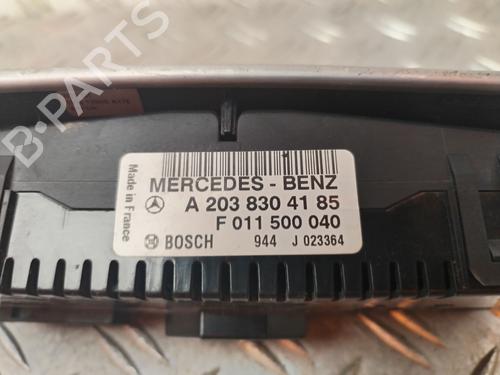 B-PARTS
Made in France
MERCEDES - BENZ
A 203 830 41 85
F 011 500 040
BOSCH 944 J 023364